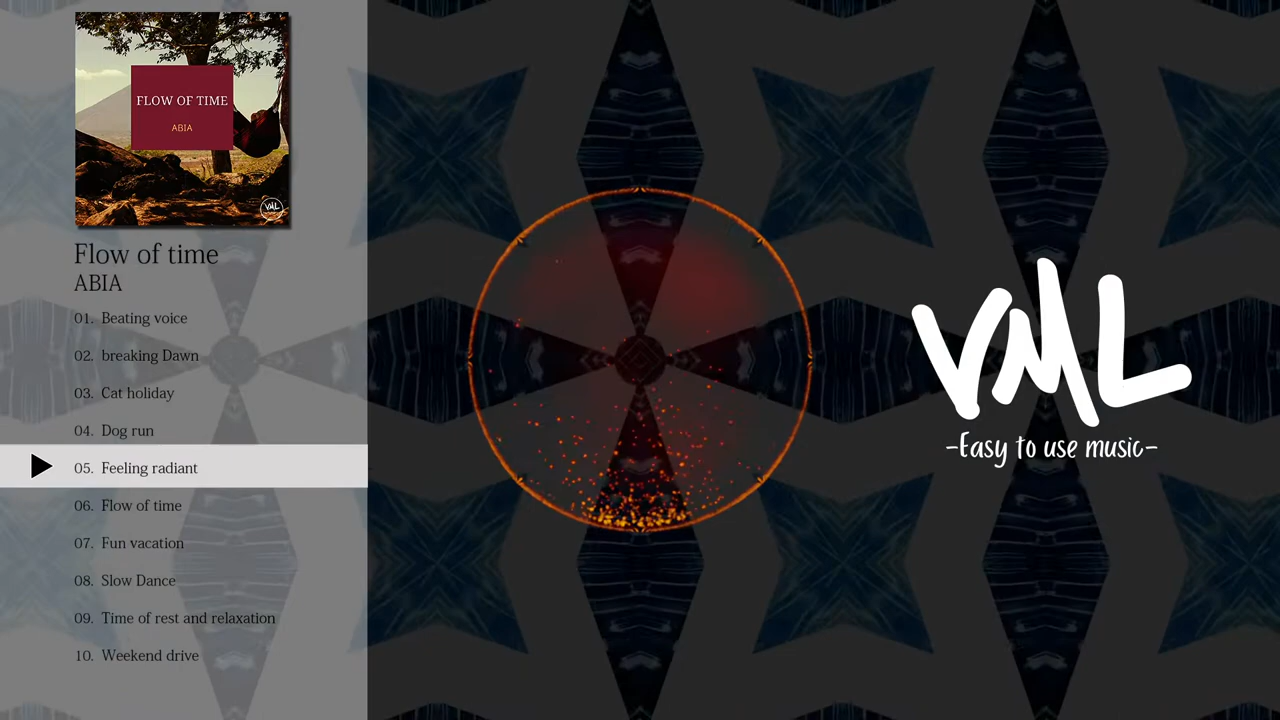 FLOW OF TIME
ABIA
VML
Flow of time
ABIA
01. Beating voice
02. breaking Dawn
03. Cat holiday
04. Dog run
05. Feeling radiant
06. Flow of time
07. Fun vacation
08. Slow Dance
09. Time of rest and relaxation
10. Weekend drive
VML
-Easy to use music-